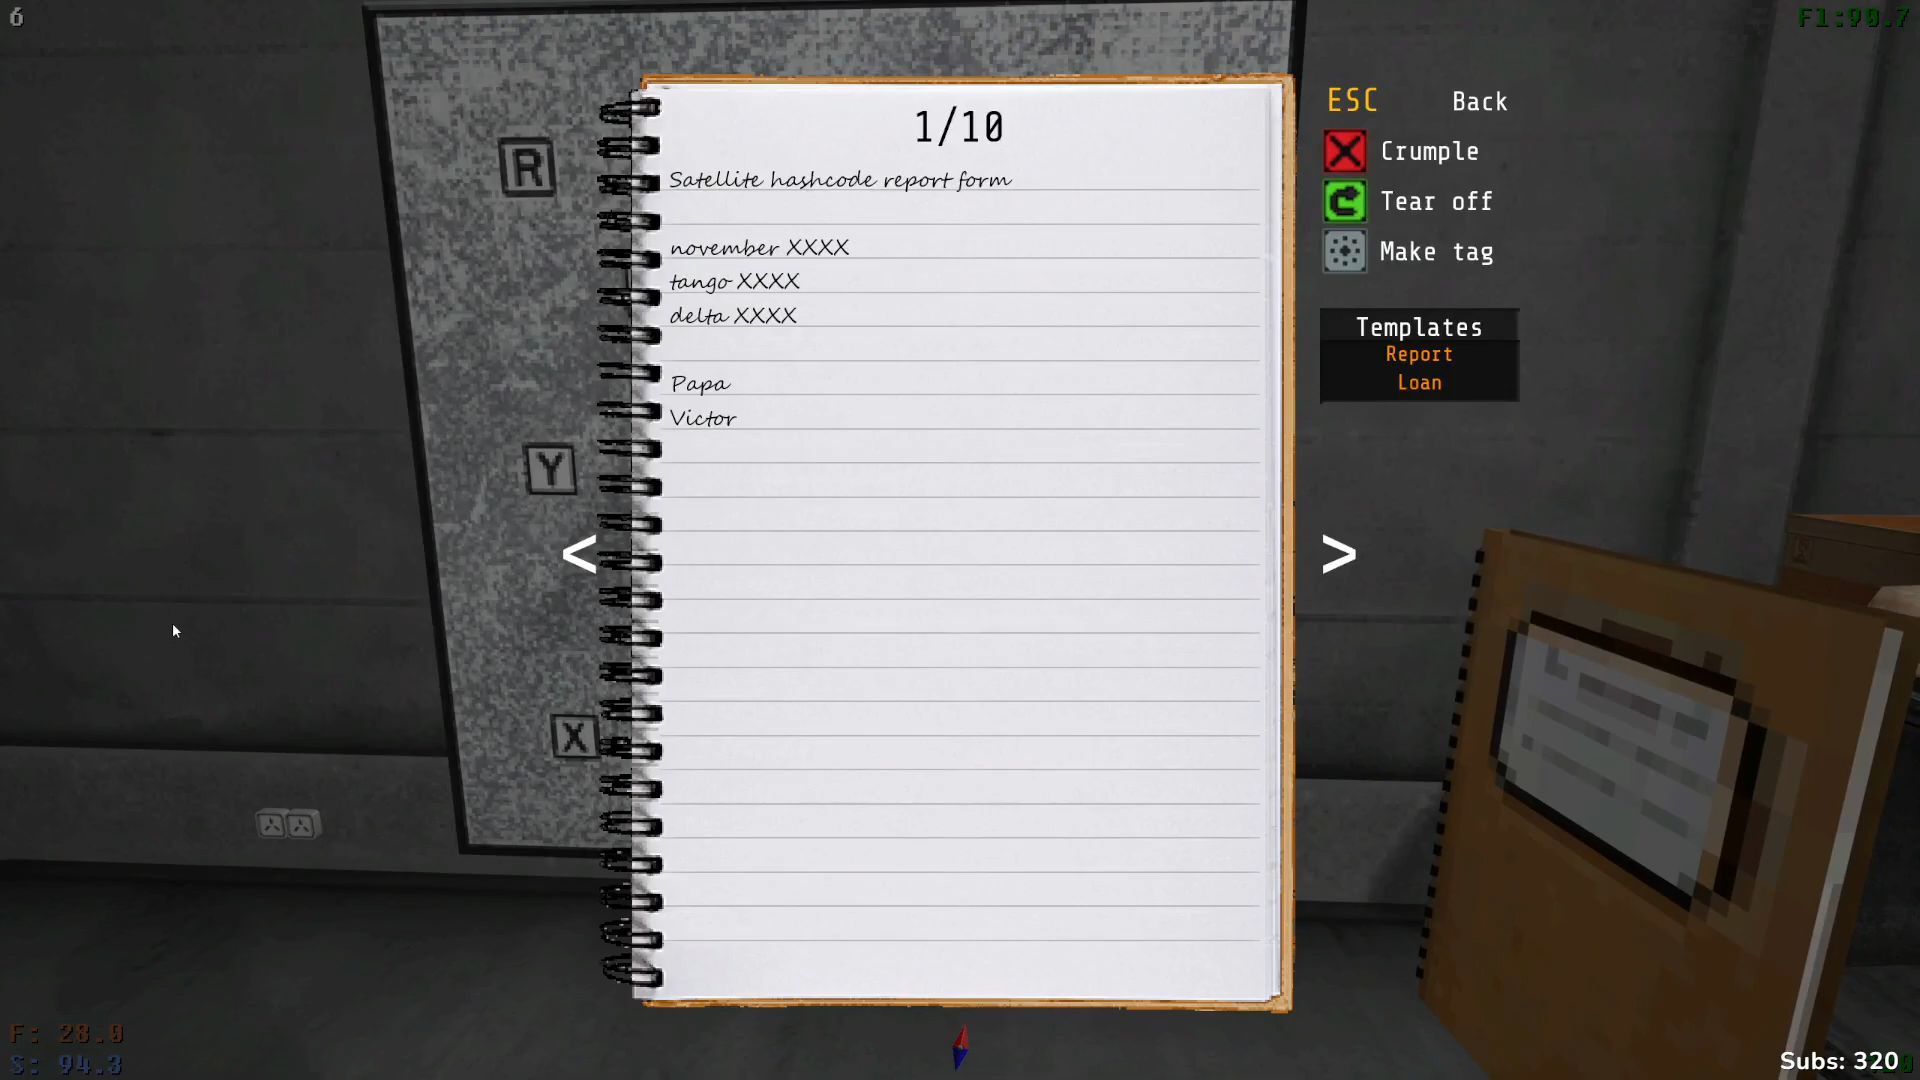 6
F1:90.7
1/10
Satellite hashcode report form
november XXXX
tango XXXX
delta XXXX
Papa
Victor
ESC Back
Crumple
Tear off
Make tag
Templates
Report
Loan
R
Y
X
<
>
F: 28.0
S: 94.3
Subs: 320